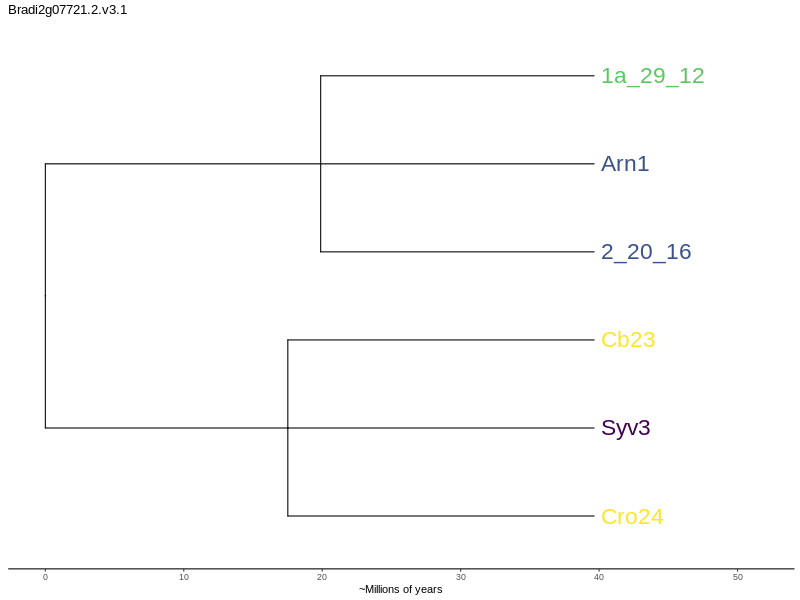 Bradi2g07721.2.v3.1
1a_29_12
Arn1
2_20_16
Cb23
Syv3
Cro24
0 10 20 30 40 50
~Millions of years